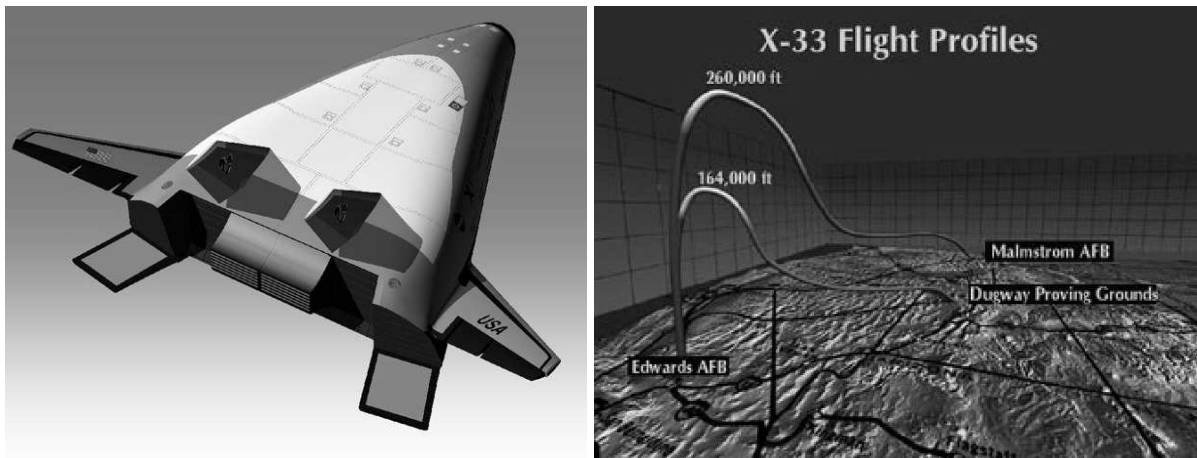 USA
X-33 Flight Profiles
260,000 ft
164,000 ft
Malmstrom AFB
Dugway Proving Grounds
Edwards AFB